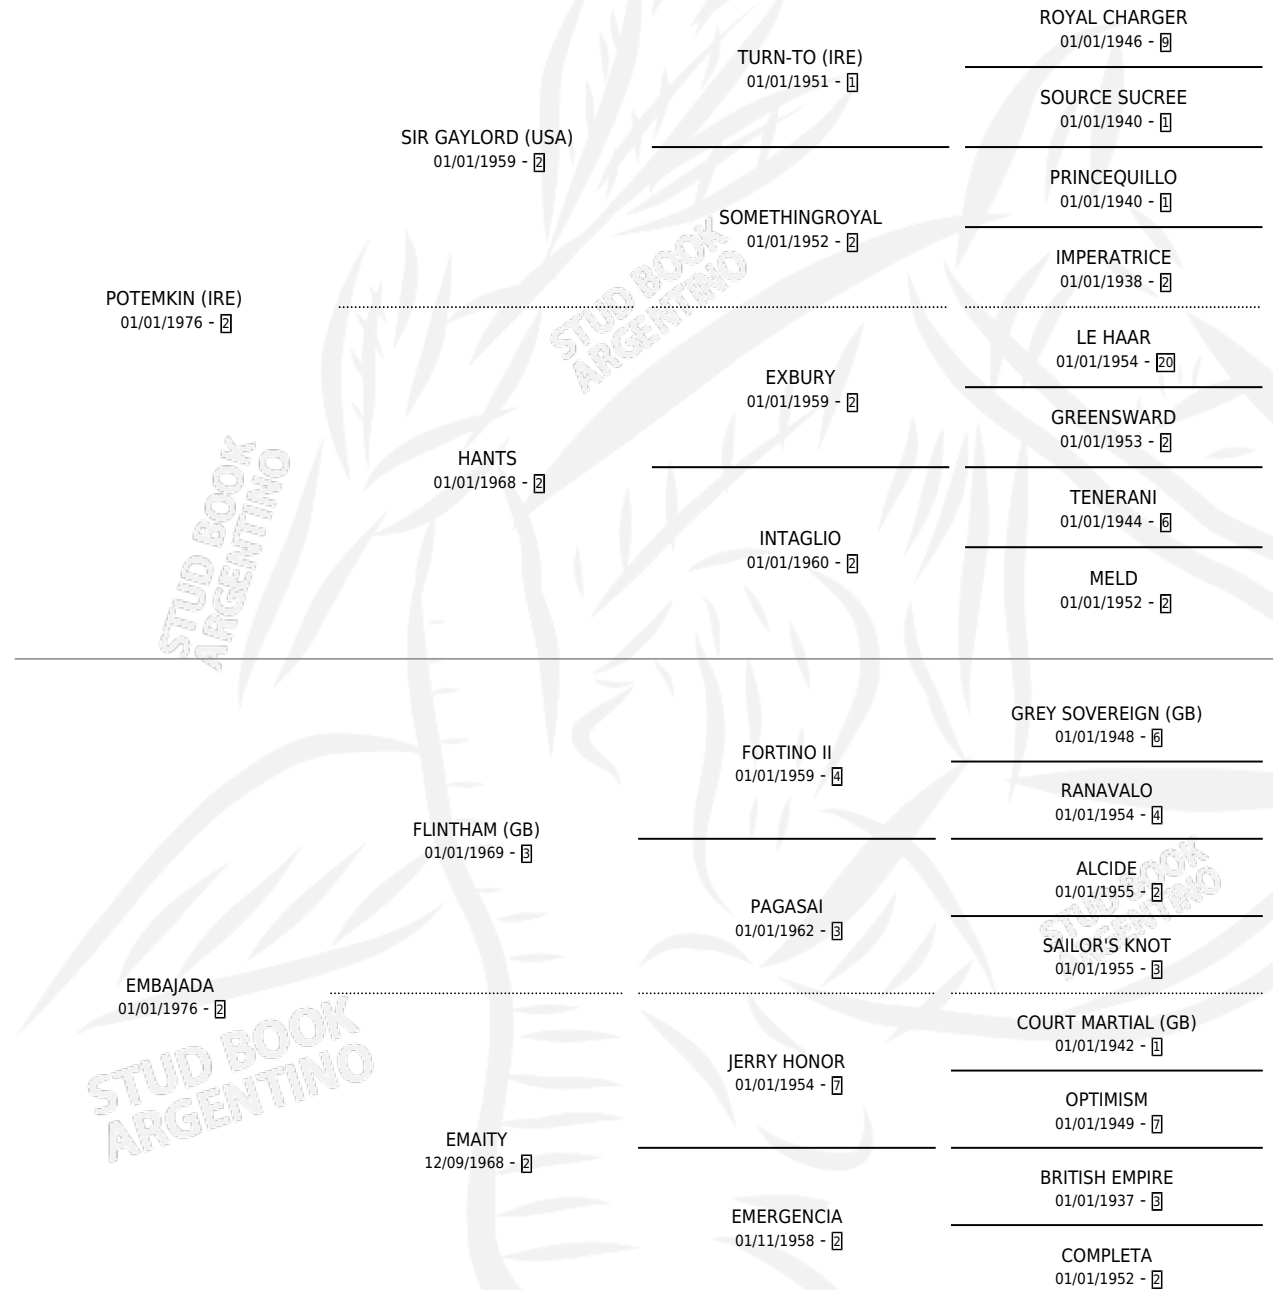 ROYAL CHARGER
01/01/1946 - 9
TURN-TO (IRE)
01/01/1951 - 1
SOURCE SUCREE
01/01/1940 - 1
SIR GAYLORD (USA)
01/01/1959 - 2
PRINCEQUILLO
01/01/1940 - 1
SOMETHINGROYAL
01/01/1952 - 2
IMPERATRICE
01/01/1938 - 2
POTEMKIN (IRE)
01/01/1976 - 2
STUD BOOK
ARGENTINO
LE HAAR
01/01/1954 - 20
EXBURY
01/01/1959 - 2
GREENSWARD
01/01/1953 - 2
HANTS
01/01/1968 - 2
TENERANI
01/01/1944 - 6
INTAGLIO
01/01/1960 - 2
MELD
01/01/1952 - 2
STUD BOOK
ARGENTINO
GREY SOVEREIGN (GB)
01/01/1948 - 6
FORTINO II
01/01/1959 - 4
RANAVALO
01/01/1954 - 4
FLINTHAM (GB)
01/01/1969 - 3
ALCIDE
01/01/1955 - 2
PAGASAI
01/01/1962 - 3
SAILOR'S KNOT
01/01/1955 - 3
STUD BOOK
ARGENTINO
EMBAJADA
01/01/1976 - 2
COURT MARTIAL (GB)
01/01/1942 - 1
JERRY HONOR
01/01/1954 - 7
OPTIMISM
01/01/1949 - 7
EMAITY
12/09/1968 - 2
BRITISH EMPIRE
01/01/1937 - 3
EMERGENCIA
01/11/1958 - 2
COMPLETA
01/01/1952 - 2
STUD BOOK
ARGENTINO